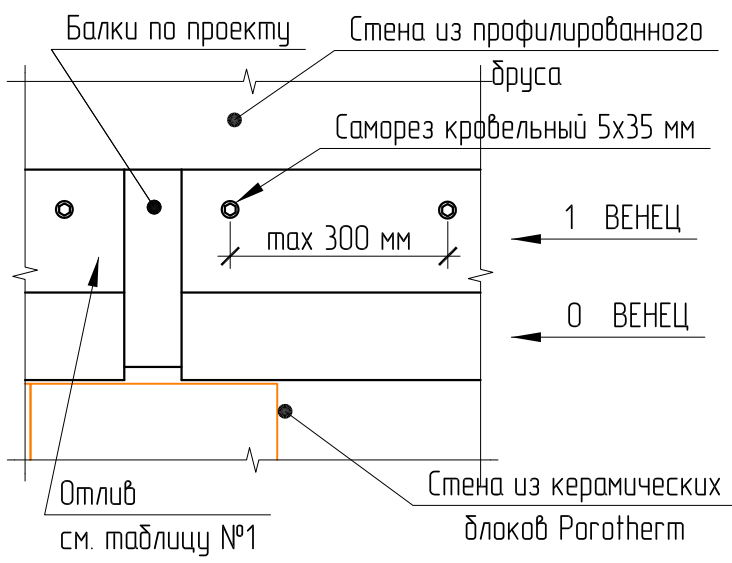 Балки по проекту
Стена из профилированного
бруса
Саморез кровельный 5х35 мм
1 ВЕНЕЦ
max 300 мм
0 ВЕНЕЦ
Отлив
см. таблицу №1
Стена из керамических
блоков Porotherm